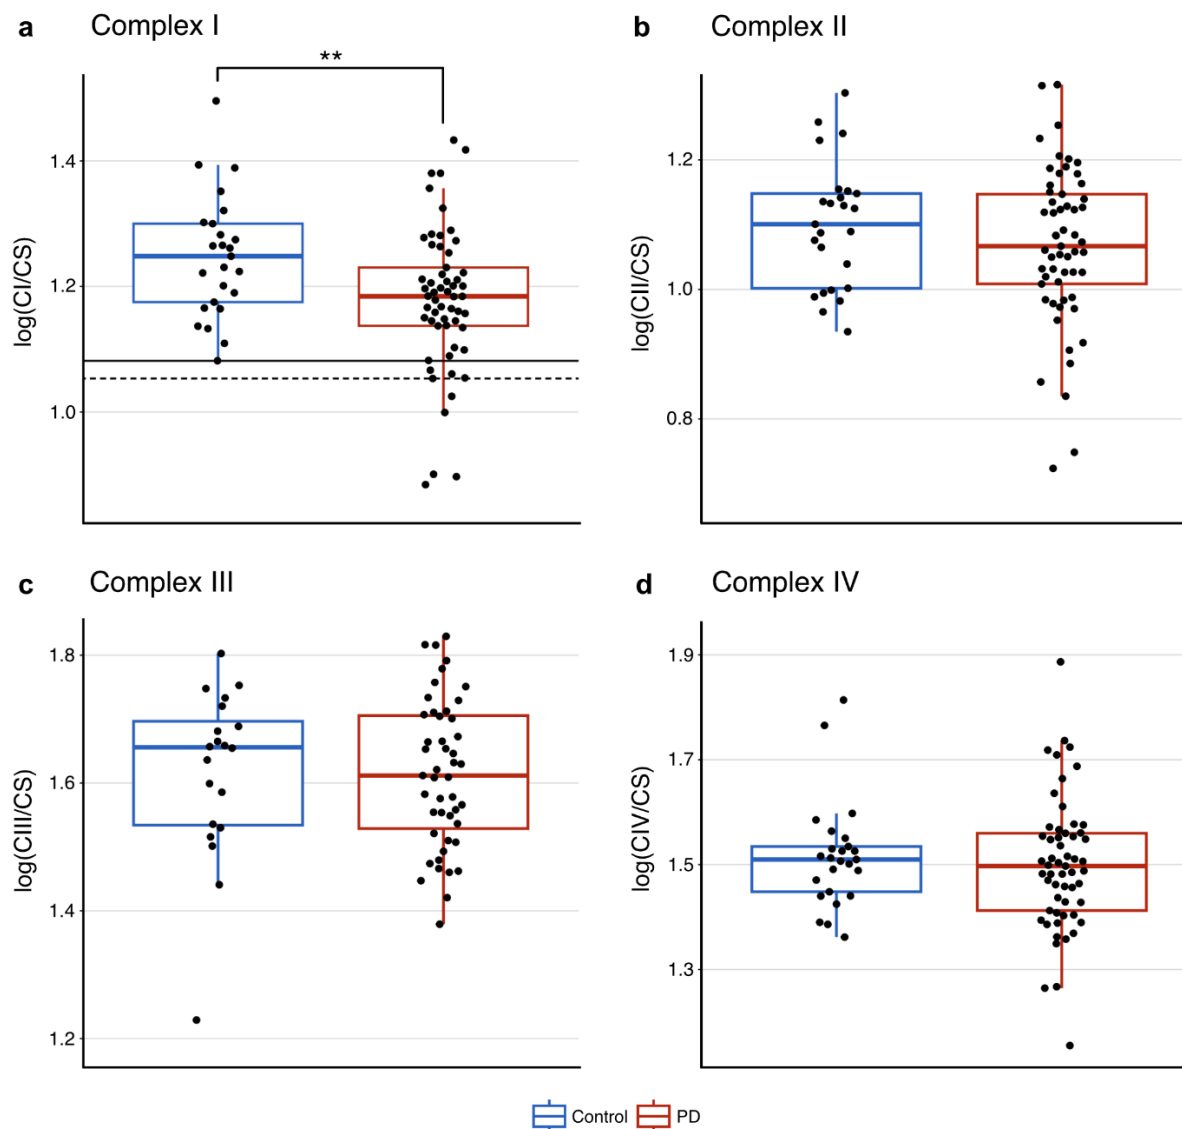 a Complex I
**
log(CI/CS)
1.4
1.2
1.0
b Complex II
log(CII/CS)
1.2
1.0
0.8
c Complex III
log(CIII/CS)
1.8
1.6
1.4
1.2
d Complex IV
log(CIV/CS)
1.9
1.7
1.5
1.3
Control PD